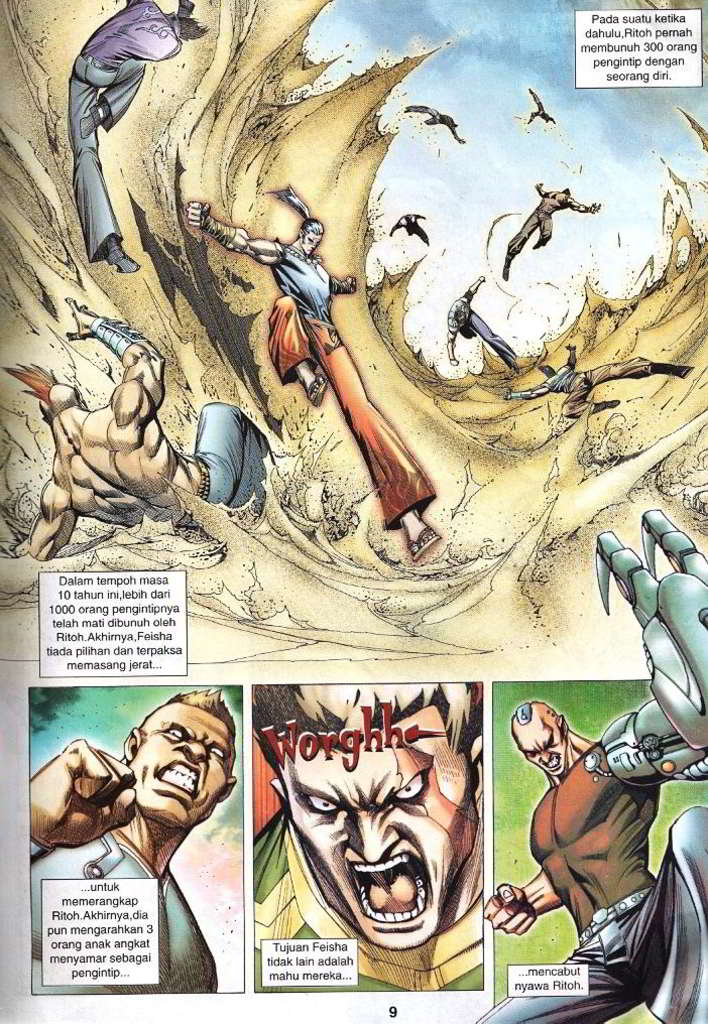 Pada suatu ketika
dahulu,Ritoh pernah
membunuh 300 orang
pengintip dengan
seorang diri.
Dalam tempoh masa
10 tahun ini,lebih dari
1000 orang pengintipnya
telah mati dibunuh oleh
Ritoh.Akhirnya,Feisha
tiada pilihan dan terpaksa
memasang jerat...
...untuk
memerangkap
Ritoh.Akhirnya,dia
pun mengarahkan 3
orang anak angkat
menyamar sebagai
pengintip...
Worghh
Tujuan Feisha
tidak lain adalah
mahu mereka...
...mencabut
nyawa Ritoh.
9